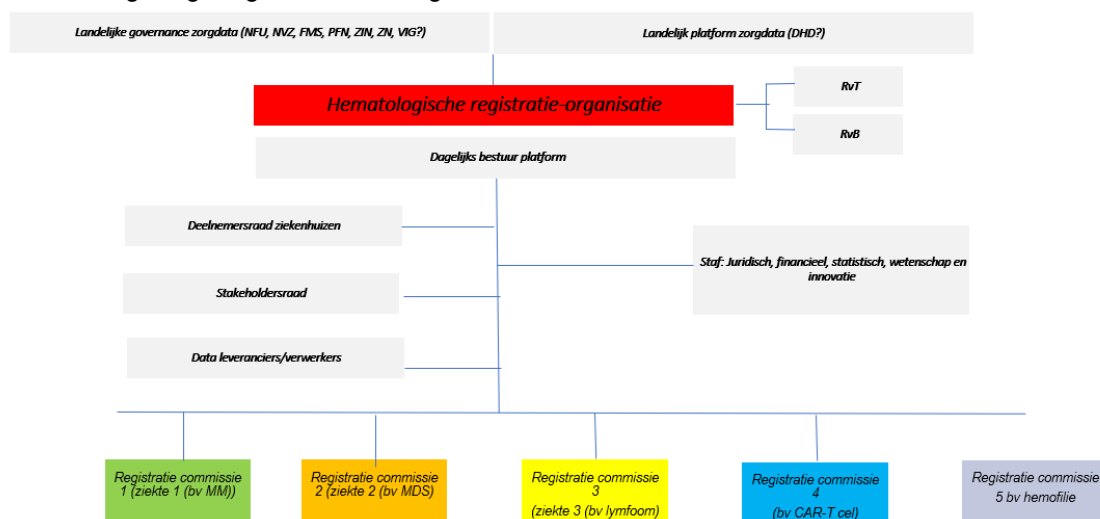 Landelijke governance zorgdata (NFU, NVZ, FMS, PFN, ZIN, ZN, VIG?)
Landelijk platform zorgdata (DHD?)
Hematologische registratie-organisatie
RvT
RvB
Dagelijks bestuur platform
Deelnemersraad ziekenhuizen
Staf: Juridisch, financieel, statistisch, wetenschap en
innovatie
Stakeholdersraad
Data leveranciers/verwerkers
Registratie commissie
1 (ziekte 1 (bv MM))
Registratie commissie
2 (ziekte 2 (bv MDS)
Registratie commissie
3
(ziekte 3 (bv lymfoom)
Registratie commissie
4
(bv CAR-T cel)
Registratie commissie
5 bv hemofilie